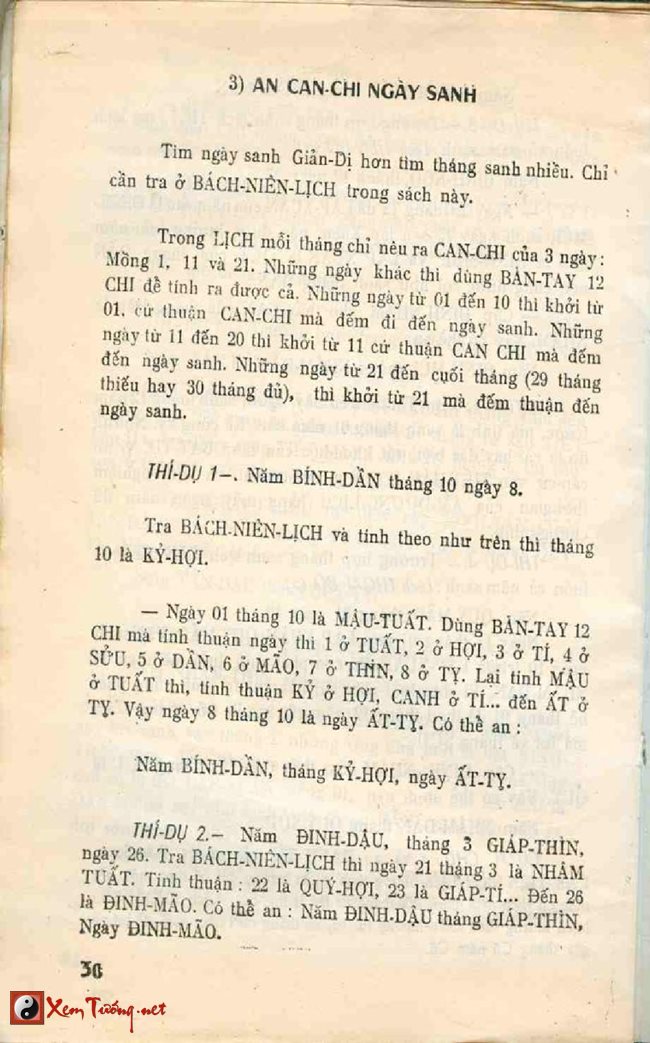 3) AN CAN-CHI NGÀY SANH
Tìm ngày sanh Giản-Dị hơn tìm tháng sanh nhiều. Chỉ
cần tra ở BÁCH-NIÊN-LỊCH trong sách này.
Trong LỊCH mỗi tháng chỉ nêu ra CAN-CHI của 3 ngày:
Mồng 1, 11 và 21. Những ngày khác thì dùng BÀN-TAY 12
CHI để tính ra được cả. Những ngày từ 01 đến 10 thì khởi từ
01, cứ thuận CAN-CHI mà đếm đi đến ngày sanh. Những
ngày từ 11 đến 20 thì khởi từ 11 cứ thuận CAN CHI mà đếm
đến ngày sanh. Những ngày từ 21 đến cuối tháng (29 tháng
thiếu hay 30 tháng đủ), thì khởi từ 21 mà đếm thuận đến
ngày sanh.
THÍ-DỤ 1-. Năm BÍNH-DẦN tháng 10 ngày 8.
Tra BÁCH-NIÊN-LỊCH và tính theo như trên thì tháng
10 là KỶ-HỢI.
— Ngày 01 tháng 10 là MẬU-TUẤT. Dùng BÀN-TAY 12
CHI mà tính thuận ngày thì 1 ở TUẤT, 2 ở HỢI, 3 ở TÍ, 4 ở
SỬU, 5 ở DẦN, 6 ở MÃO, 7 ở THÌN, 8 ở TỴ. Lại tính MẬU
ở TUẤT thì, tính thuận KỶ ở HỢI, CANH ở TÍ... đến ẤT ở
TỴ. Vậy ngày 8 tháng 10 là ngày ẤT-TỴ. Có thể an :
Năm BÍNH-DẦN, tháng KỶ-HỢI, ngày ẤT-TỴ.
THÍ-DỤ 2.- Năm ĐINH-DẬU, tháng 3 GIÁP-THÌN,
ngày 26. Tra BÁCH-NIÊN-LỊCH thì ngày 21 tháng 3 là NHÂM
TUẤT. Tính thuận : 22 là QUÝ-HỢI, 23 là GIÁP-TÍ... Đến 26
là ĐINH-MÃO. Có thể an : Năm ĐINH-DẬU tháng GIÁP-THÌN,
Ngày ĐINH-MÃO.
30
XemTướng.net